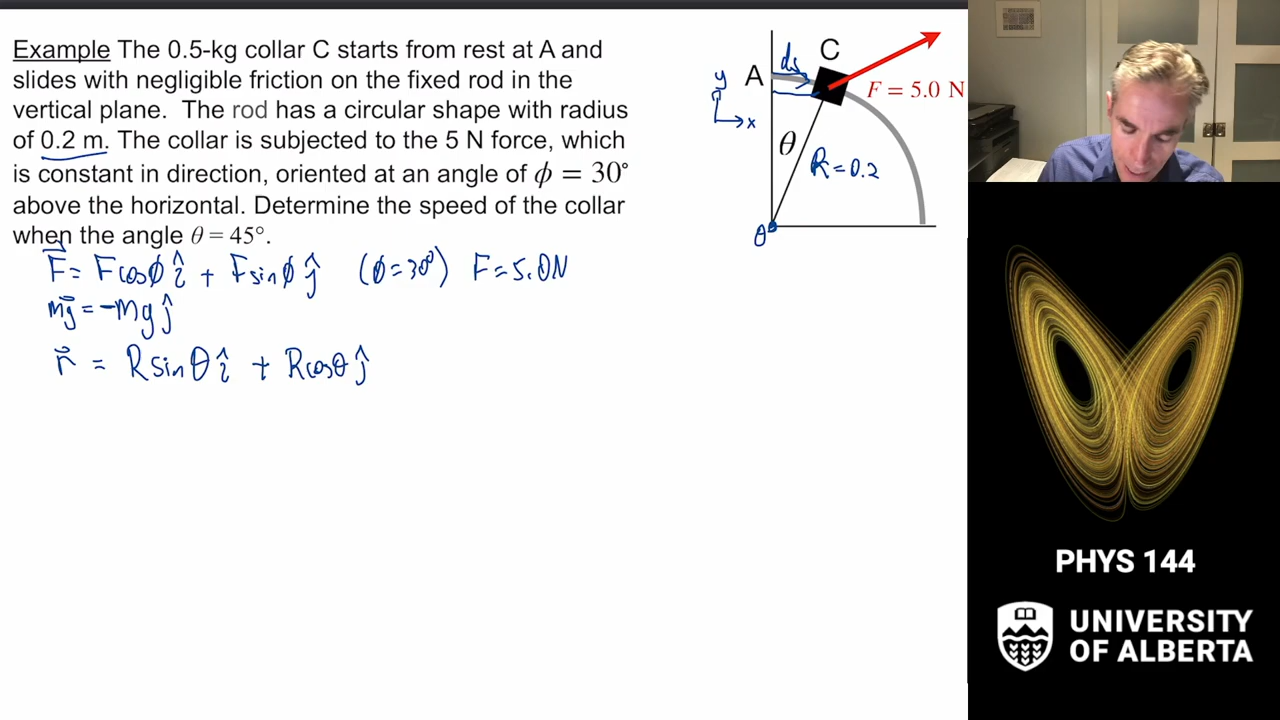 Example The 0.5-kg collar C starts from rest at A and
slides with negligible friction on the fixed rod in the
vertical plane. The rod has a circular shape with radius
of 0.2 m. The collar is subjected to the 5 N force, which
is constant in direction, oriented at an angle of ϕ = 30°
above the horizontal. Determine the speed of the collar
when the angle θ = 45°.
F⃗ = Fcosϕ î + Fsinϕ ĵ (ϕ=30°) F=5.0N
mg⃗ = -mg ĵ
r⃗ = Rsinθ î + Rcosθ ĵ
C
ds
A
y
x
F = 5.0 N
θ
R=0.2
0
PHYS 144
UNIVERSITY
OF ALBERTA